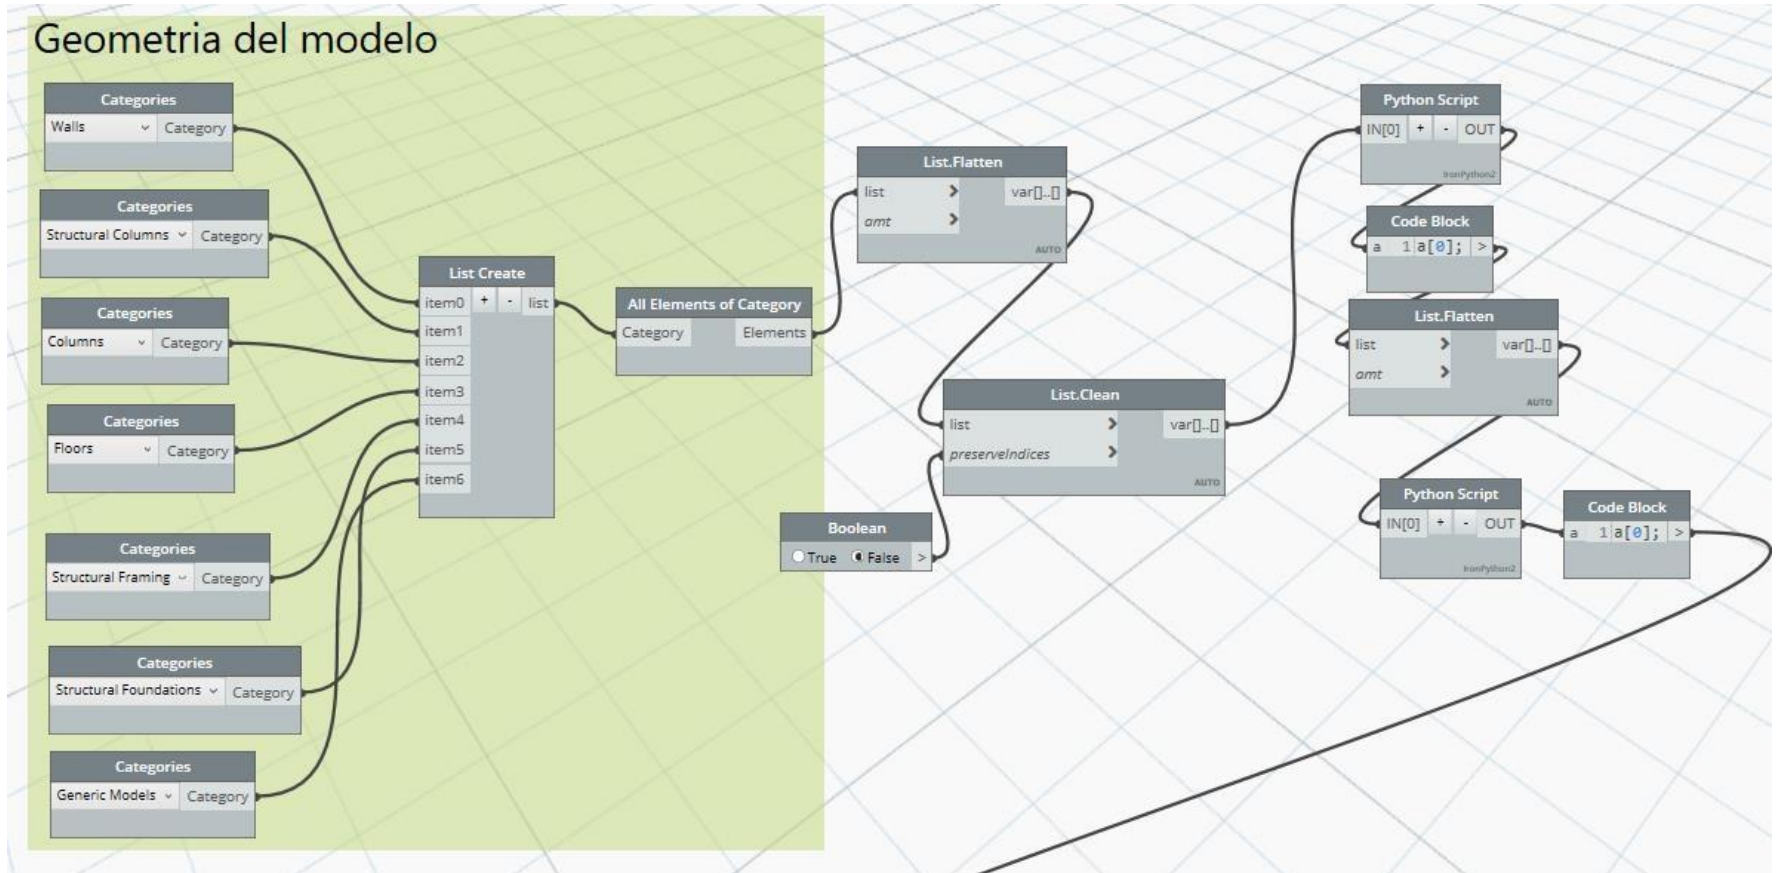 Geometria del modelo
Categories
Walls Category
Categories
Structural Columns Category
Categories
Columns Category
Categories
Floors Category
Categories
Structural Framing Category
Categories
Structural Foundations Category
Categories
Generic Models Category
List Create
item0 + - list
item1
item2
item3
item4
item5
item6
All Elements of Category
Category Elements
List.Flatten
list > var[]..[]
amt >
AUTO
List.Clean
list > var[]..[]
preserveIndices >
AUTO
Boolean
True False >
Python Script
IN[0] + - OUT
IronPython2
Code Block
a 1 a[0]; >
List.Flatten
list > var[]..[]
amt >
AUTO
Python Script
IN[0] + - OUT
IronPython2
Code Block
a 1 a[0]; >